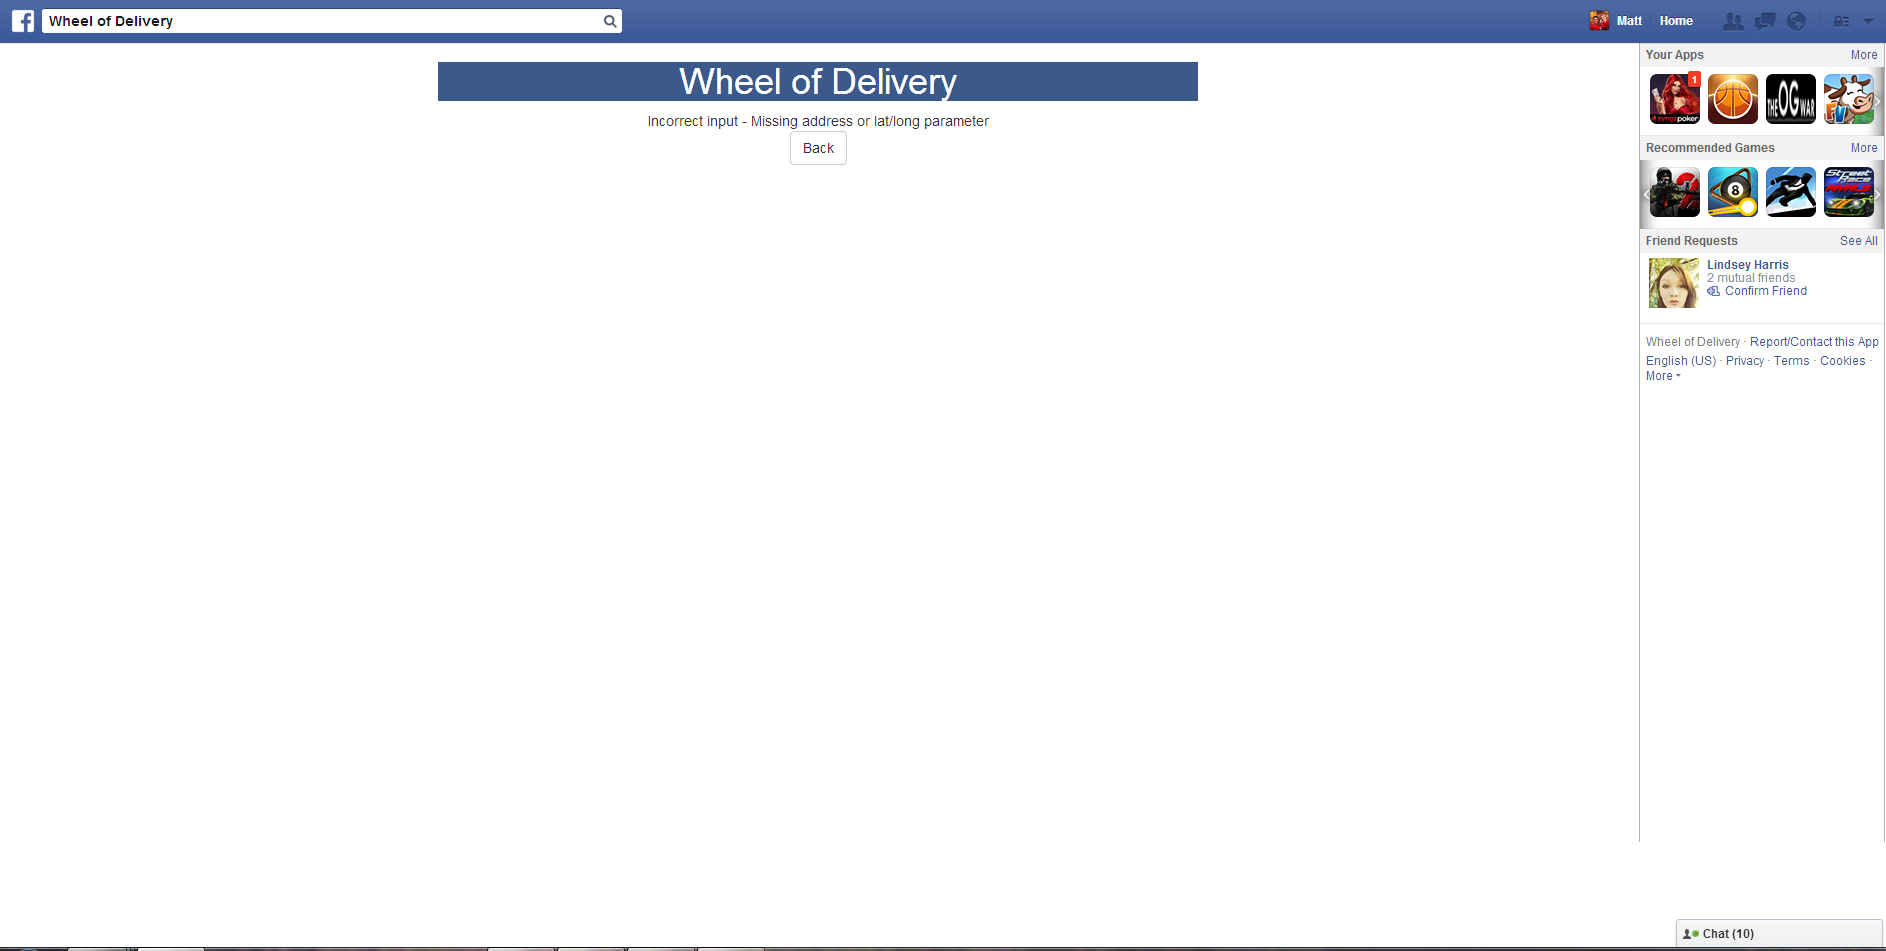 Wheel of Delivery
Matt
Home
Wheel of Delivery
Incorrect input - Missing address or lat/long parameter
Back
Your Apps
More
1
zynga poker
THE OG WAR
FV
Recommended Games
More
2
8
Street Race RIVALS
Friend Requests
See All
Lindsey Harris
2 mutual friends
Confirm Friend
Wheel of Delivery · Report/Contact this App
English (US) · Privacy · Terms · Cookies ·
More
Chat (10)